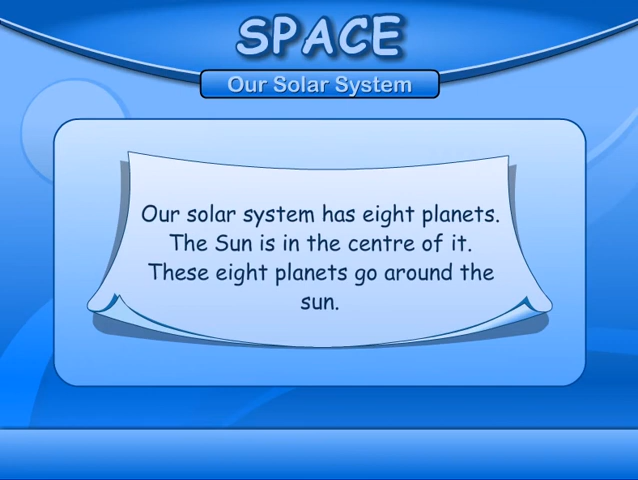 SPACE
Our Solar System
Our solar system has eight planets.
The Sun is in the centre of it.
These eight planets go around the
sun.